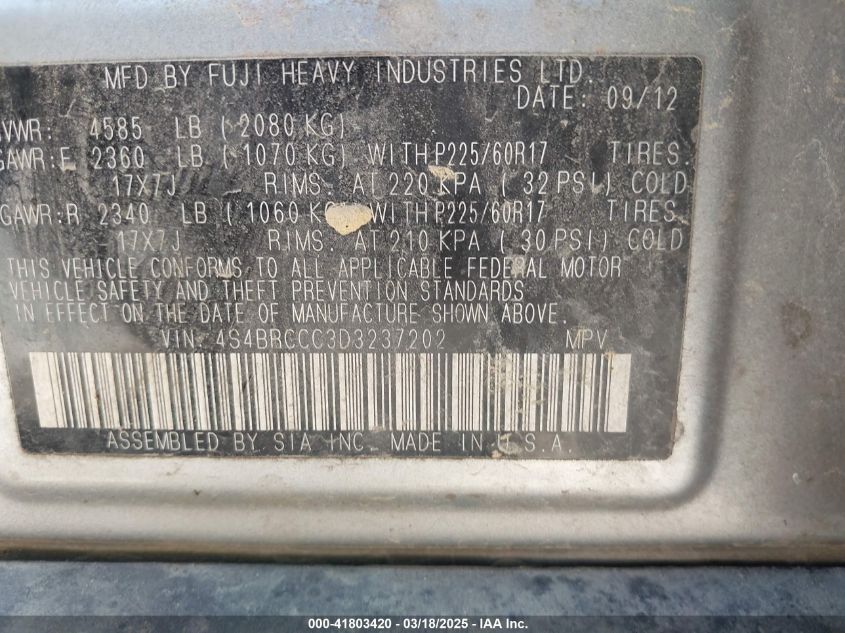 MFD BY FUJI HEAVY INDUSTRIES LTD.
DATE: 09/12
VWR: 4585 LB ( 2080 KG)
GAWR:F 2360 LB ( 1070 KG) WITH P225/60R17 TIRES.
17X7J RIMS. AT 220 KPA ( 32 PSI) COLD
GAWR:R 2340 LB ( 1060 WITH P225/60R17 TIRES.
17X7J RIMS. AT 210 KPA ( 30 PSI) COLD
THIS VEHICLE CONFORMS TO ALL APPLICABLE FEDERAL MOTOR
VEHICLE SAFETY AND THEFT PREVENTION STANDARDS
IN EFFECT ON THE DATE OF MANUFACTURE SHOWN ABOVE.
VIN 4S4BRCCC3D3237202 MPV
ASSEMBLED BY SIA INC. MADE IN U.S.A.
000-41803420 — 03/18/2025 — IAA Inc.